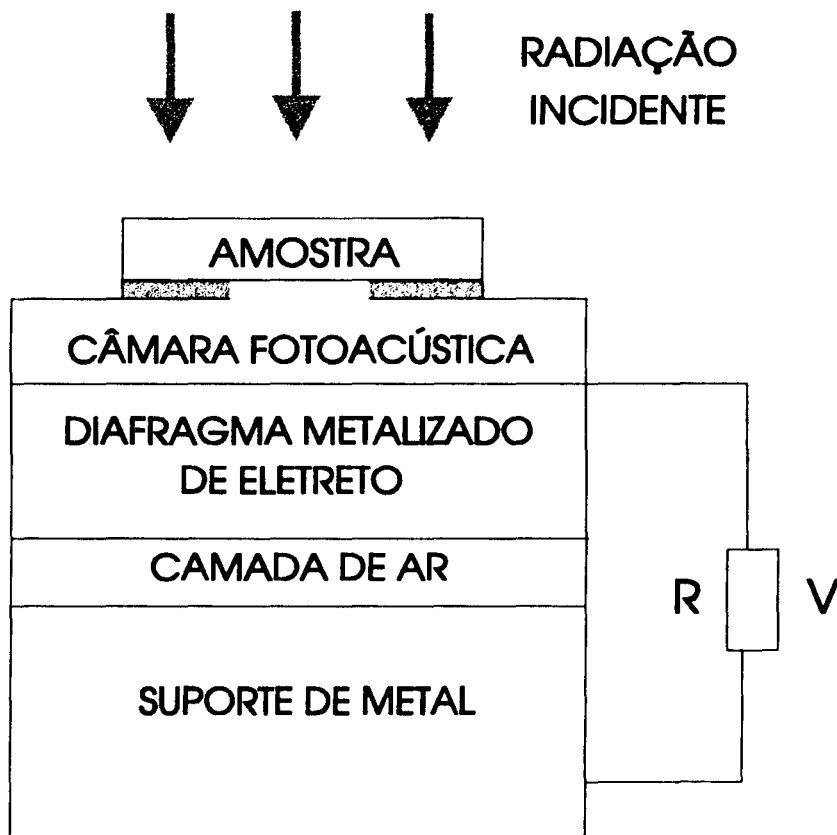 RADIAÇÃO
INCIDENTE
AMOSTRA
CÂMARA FOTOACÚSTICA
DIAFRAGMA METALIZADO
DE ELETRETO
CAMADA DE AR
R V
SUPORTE DE METAL